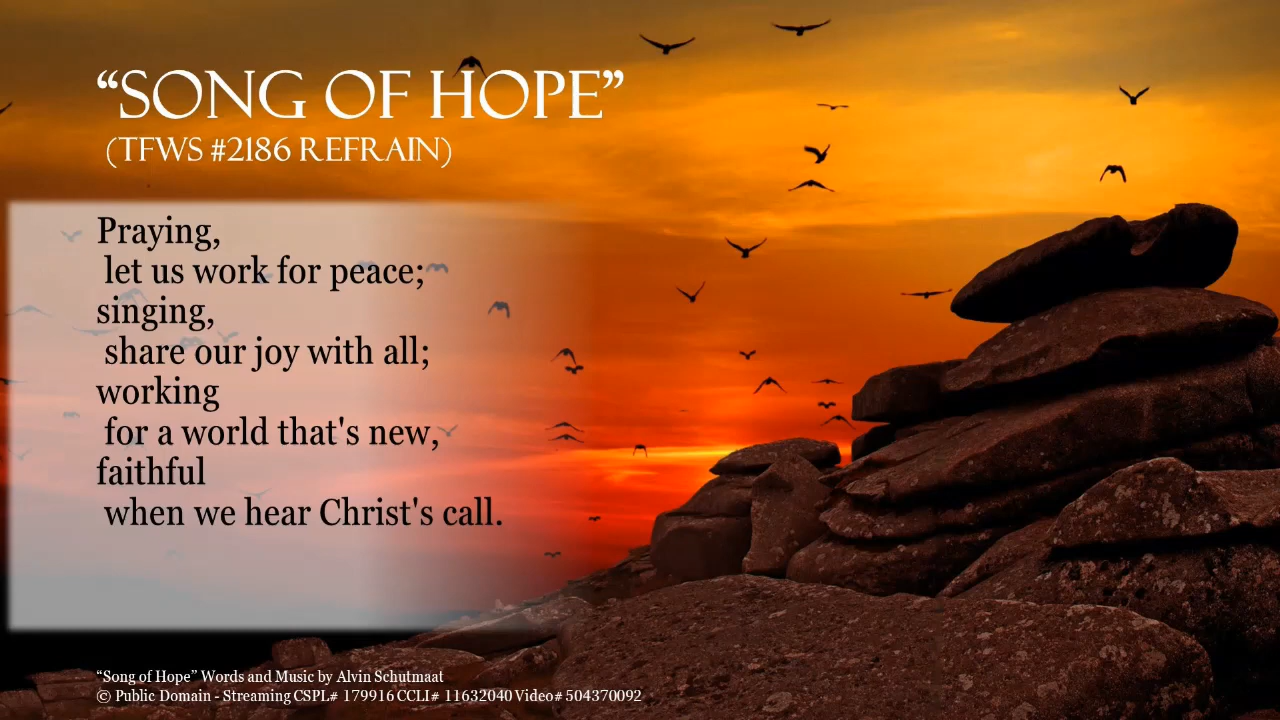 “SONG OF HOPE”
(TFWS #2186 REFRAIN)
Praying,
let us work for peace;
singing,
share our joy with all;
working
for a world that's new,
faithful
when we hear Christ's call.
“Song of Hope” Words and Music by Alvin Schutmaat
© Public Domain - Streaming CSPL# 179916 CCLI# 11632040 Video# 504370092